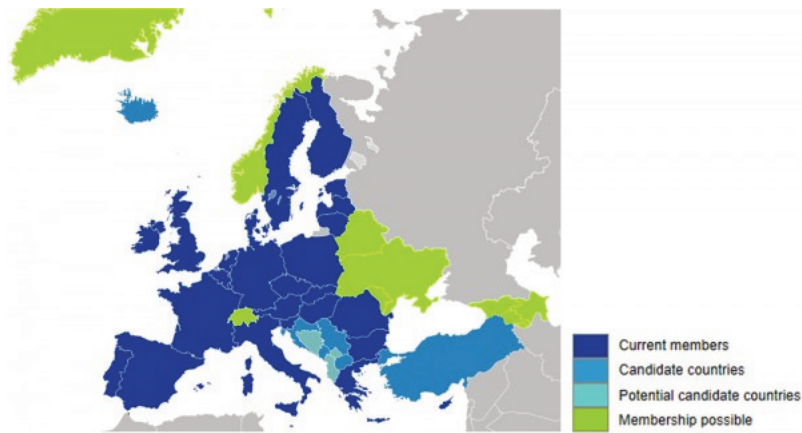 Current members
Candidate countries
Potential candidate countries
Membership possible